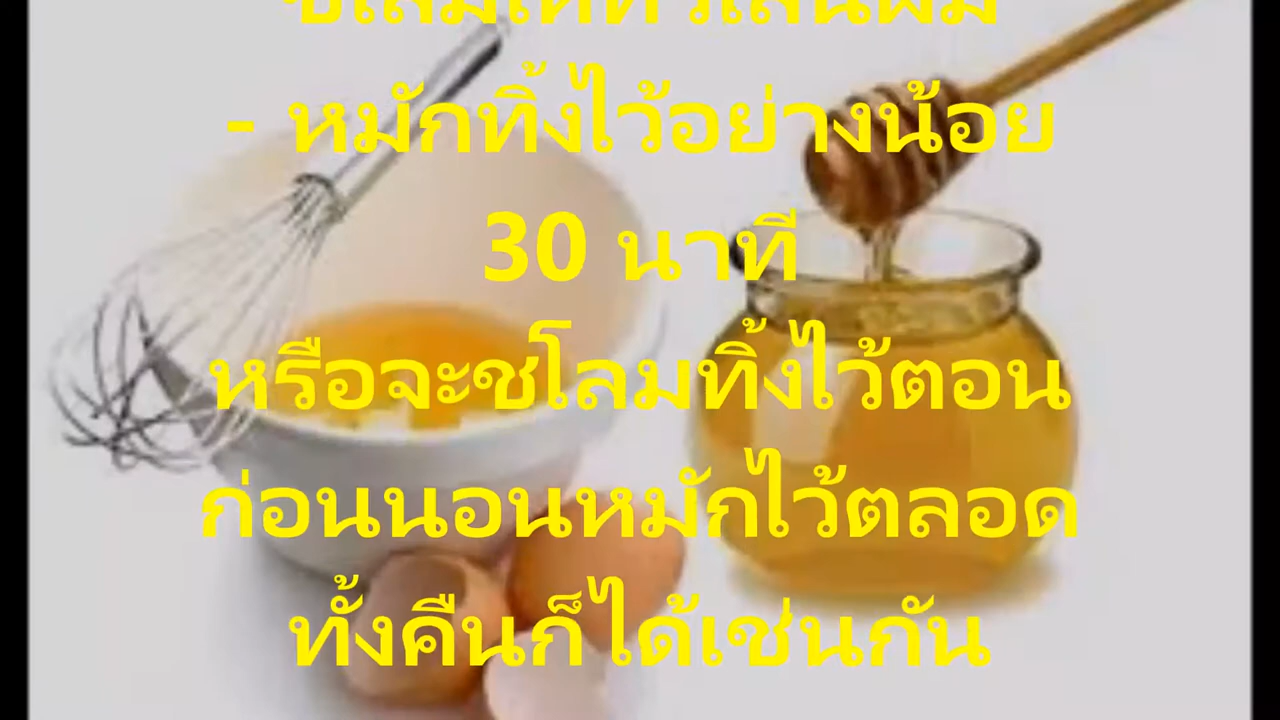 - หมักทิ้งไว้อย่างน้อย
30 นาที
หรือจะชโลมทิ้งไว้ตอน
ก่อนนอนหมักไว้ตลอด
ทั้งคืนก็ได้เช่นกัน